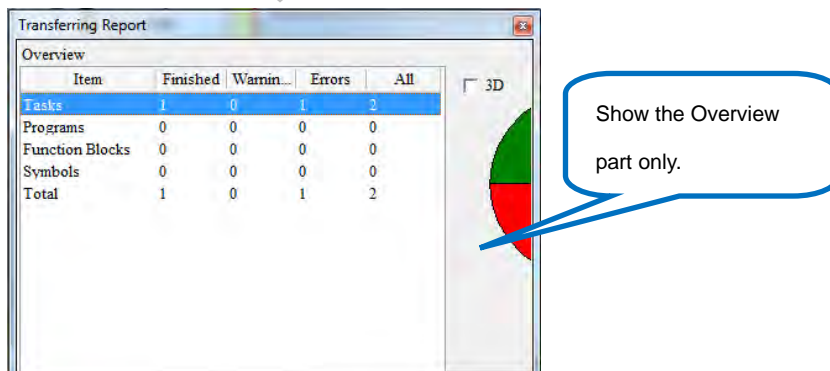 Transferring Report
Overview
Item Finished Warnin... Errors All
3D
Tasks 1 0 1 2
Programs 0 0 0 0
Function Blocks 0 0 0 0
Symbols 0 0 0 0
Total 1 0 1 2
Show the Overview
part only.